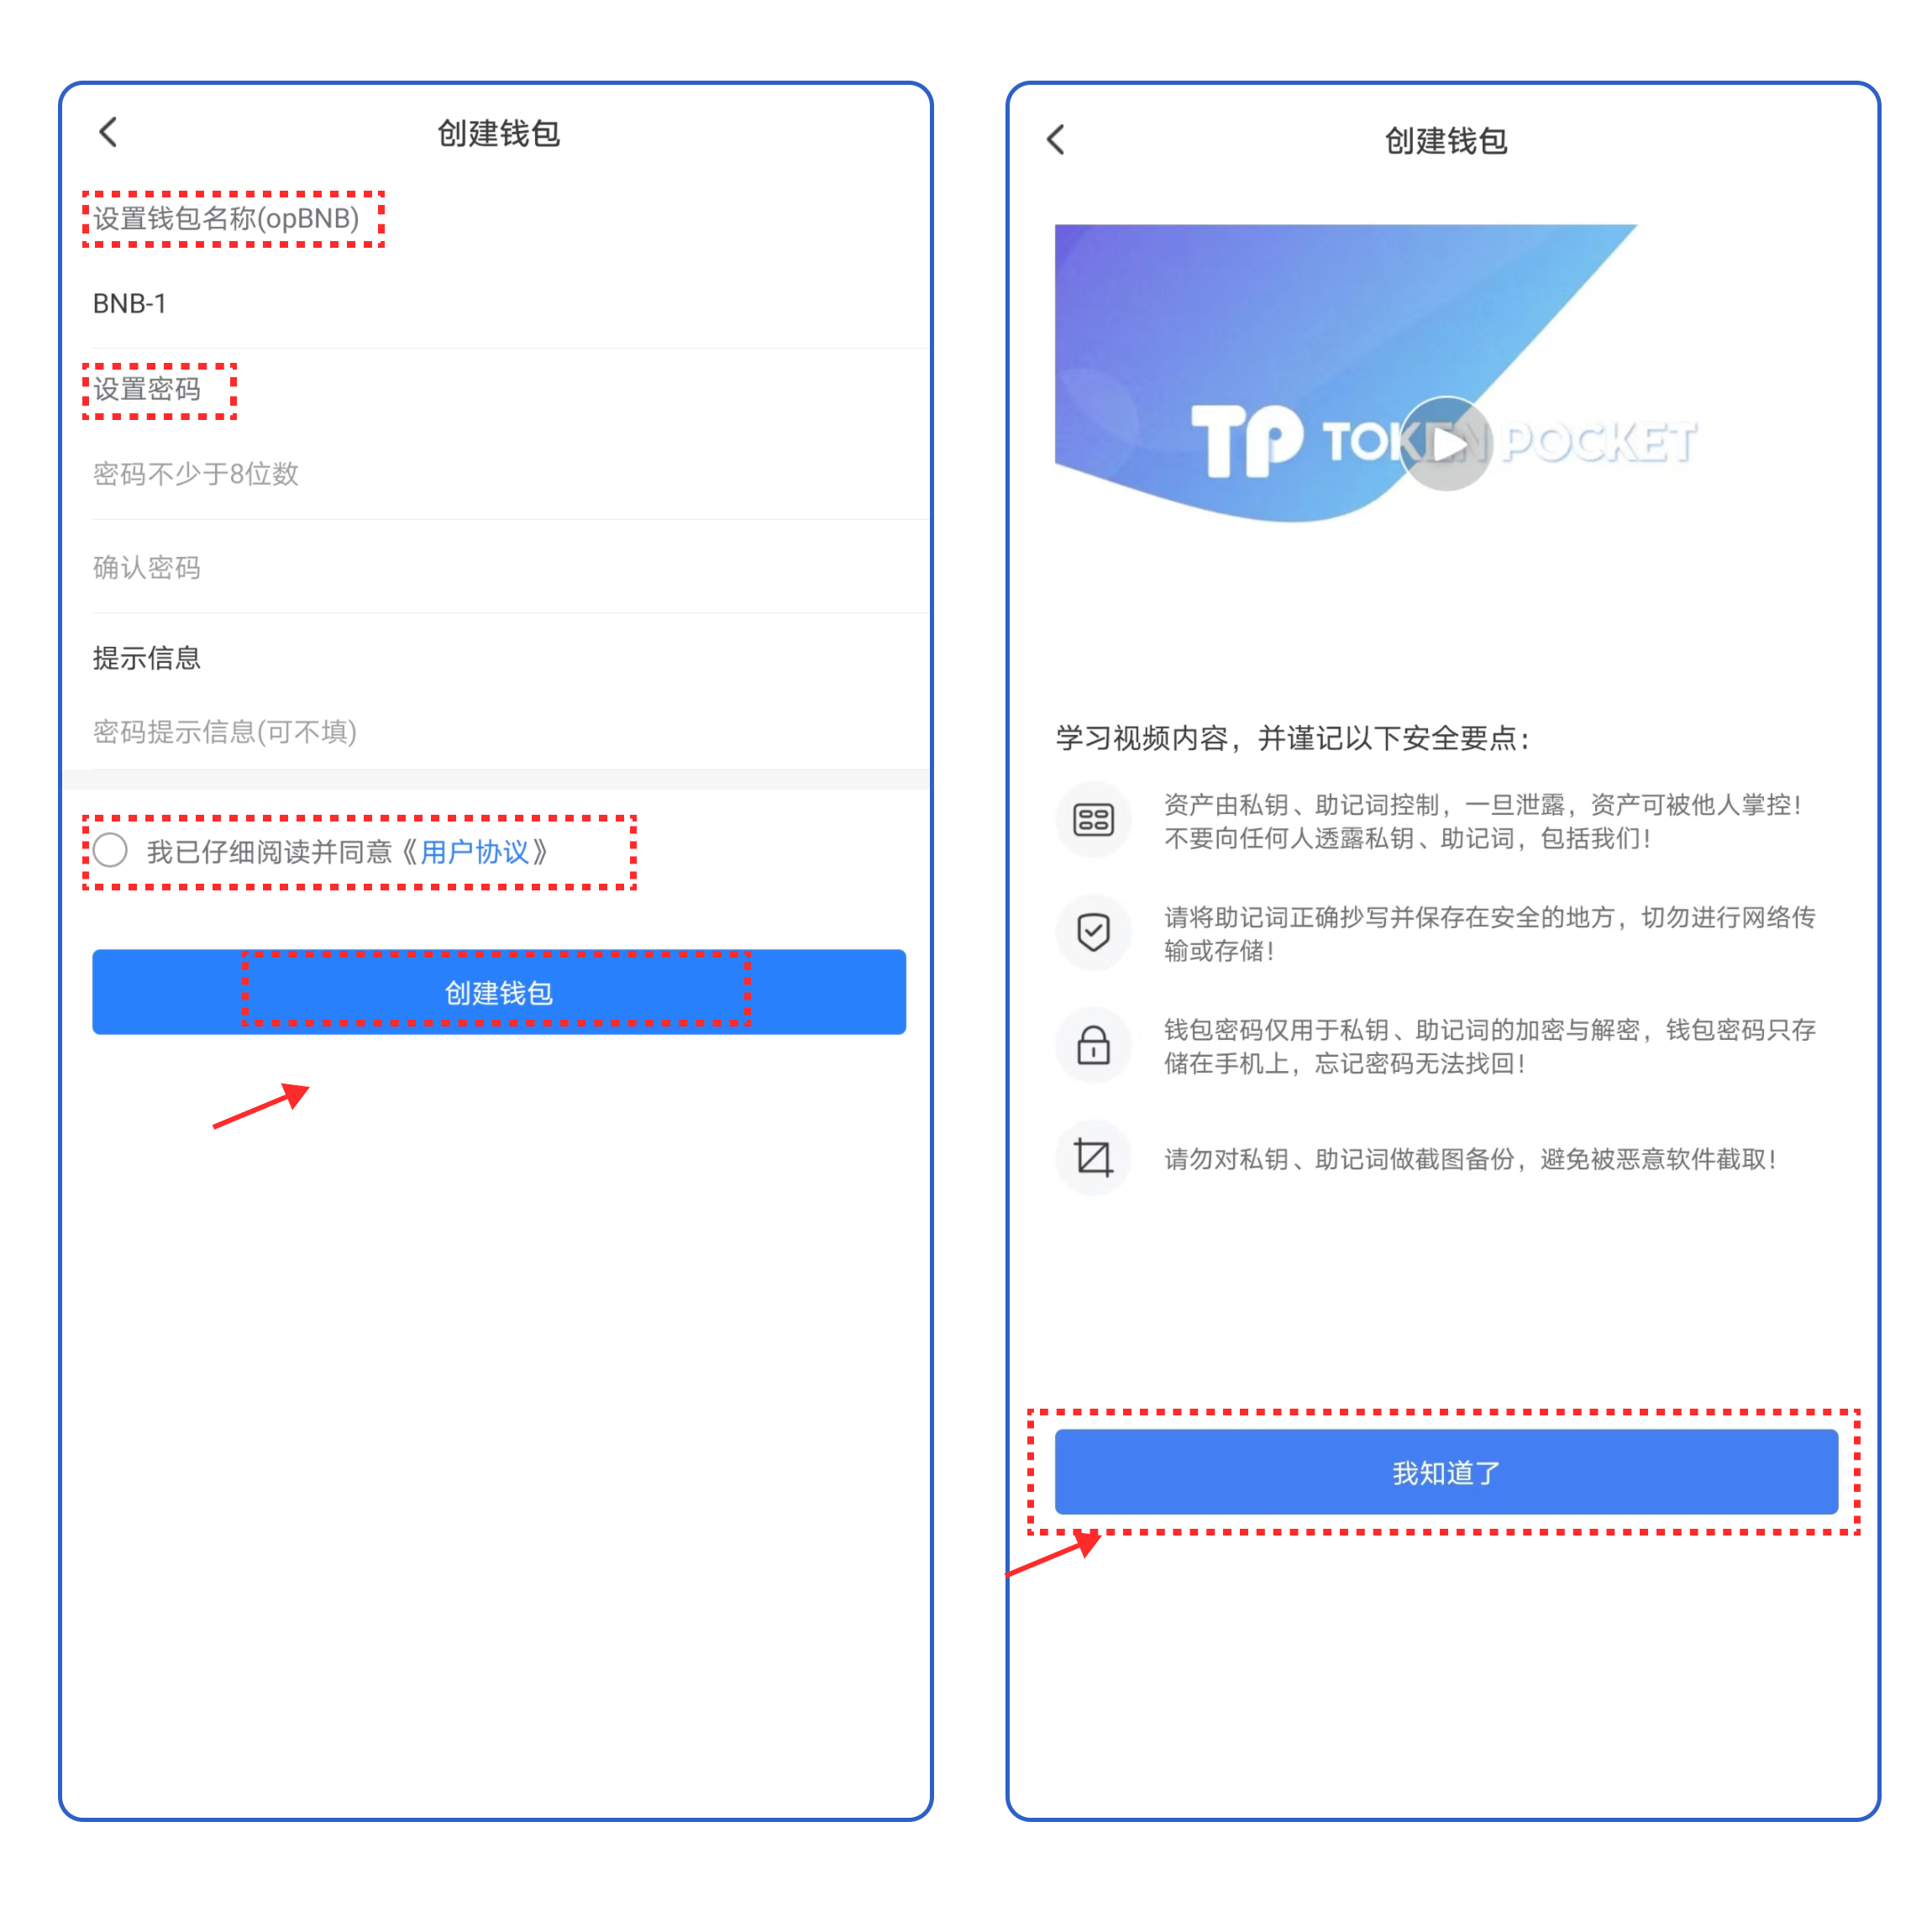 创建钱包
设置钱包名称(opBNB)
BNB-1
设置密码
密码不少于8位数
确认密码
提示信息
密码提示信息(可不填)
我已仔细阅读并同意《用户协议》
创建钱包
创建钱包
TP TOKEN POCKET
学习视频内容，并谨记以下安全要点：
资产由私钥、助记词控制，一旦泄露，资产可被他人掌控！
不要向任何人透露私钥、助记词，包括我们！
请将助记词正确抄写并保存在安全的地方，切勿进行网络传
输或存储！
钱包密码仅用于私钥、助记词的加密与解密，钱包密码只存
储在手机上，忘记密码无法找回！
请勿对私钥、助记词做截图备份，避免被恶意软件截取！
我知道了